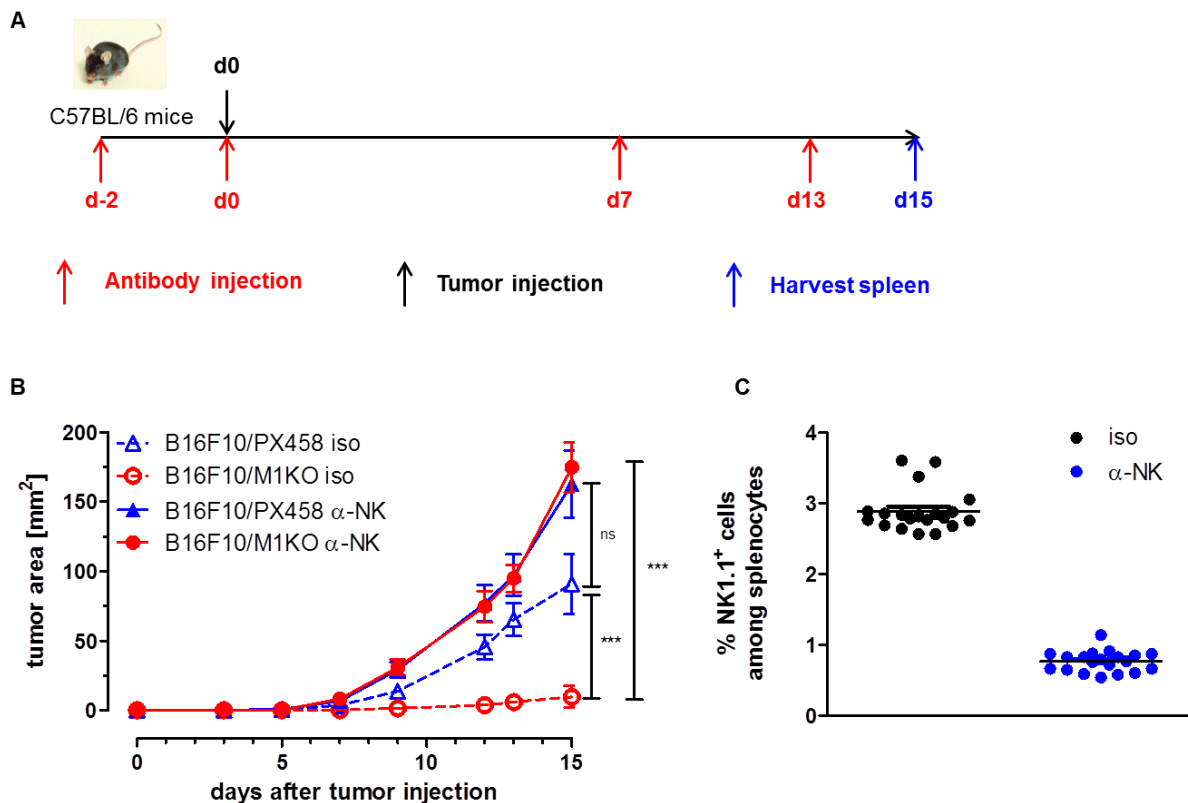 A
d0
C57BL/6 mice
d-2
d0
d7
d13
d15
Antibody injection
Tumor injection
Harvest spleen
B
B16F10/PX458 iso
B16F10/M1KO iso
B16F10/PX458 α-NK
B16F10/M1KO α-NK
200
150
100
50
0
tumor area [mm²]
ns
***
***
0
5
10
15
days after tumor injection
C
iso
α-NK
4
3
2
1
0
% NK1.1⁺ cells
among splenocytes